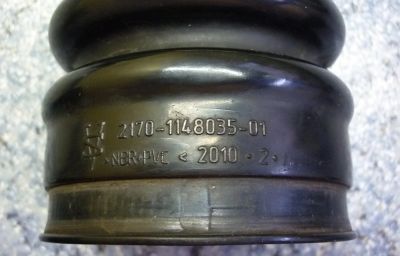 2170-1148035-01
>NBR+PVC < 2010 · 2 ·